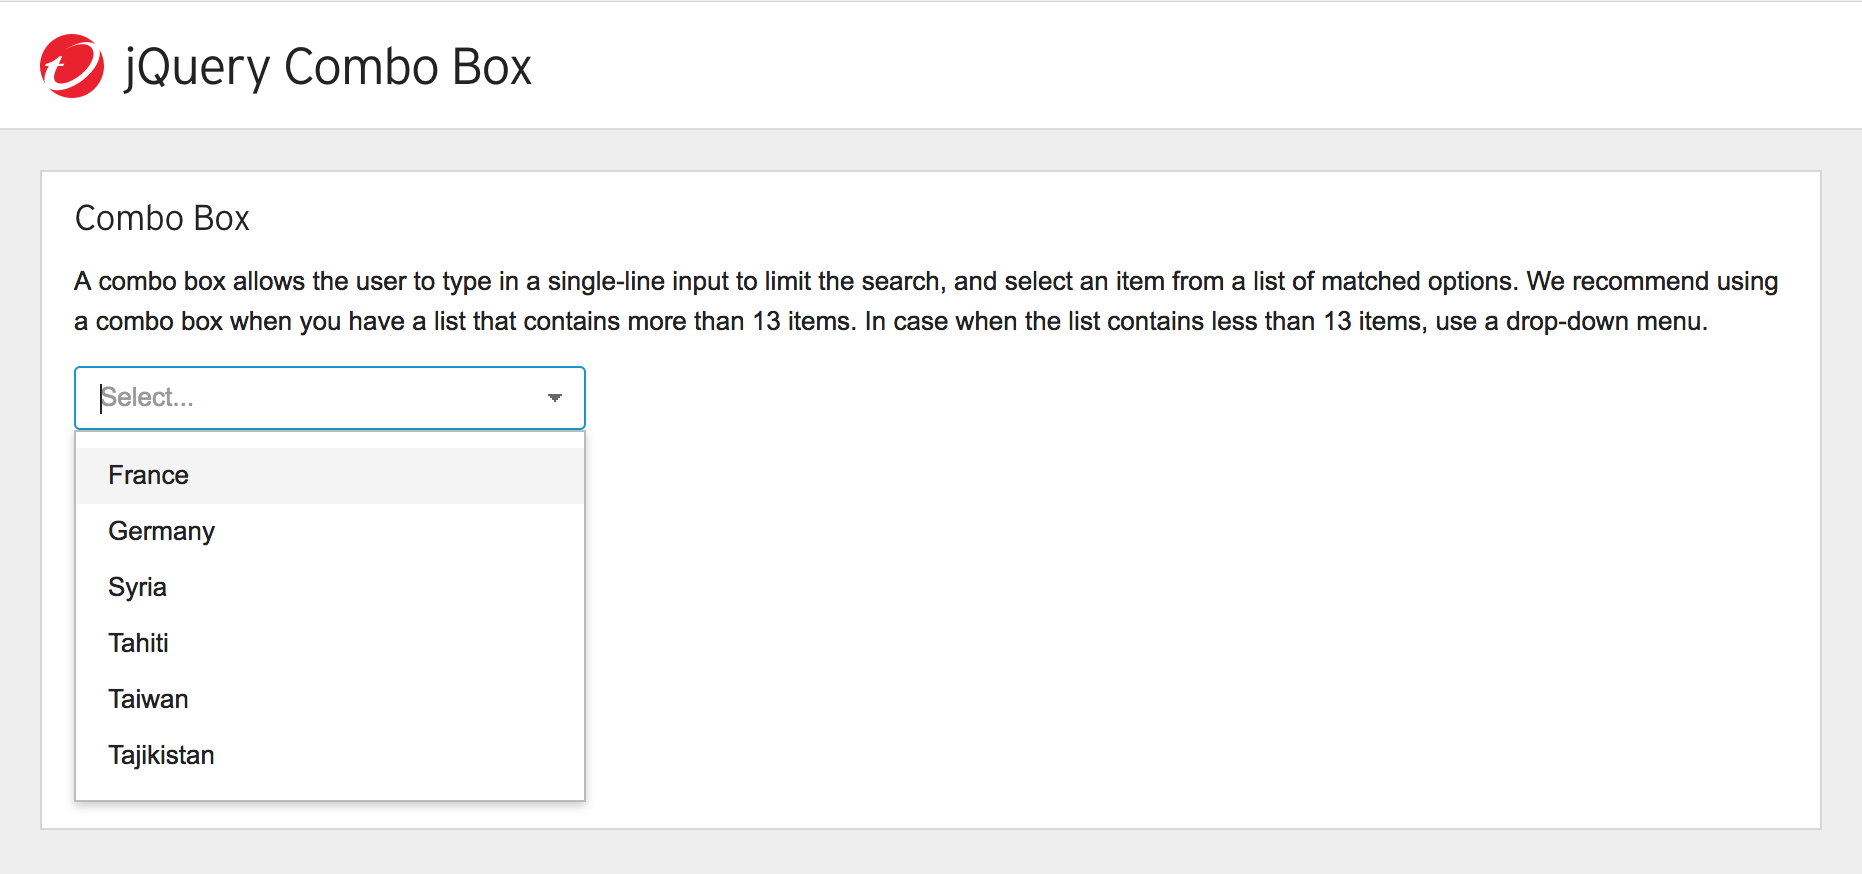 jQuery Combo Box
Combo Box
A combo box allows the user to type in a single-line input to limit the search, and select an item from a list of matched options. We recommend using
a combo box when you have a list that contains more than 13 items. In case when the list contains less than 13 items, use a drop-down menu.
Select...
France
Germany
Syria
Tahiti
Taiwan
Tajikistan